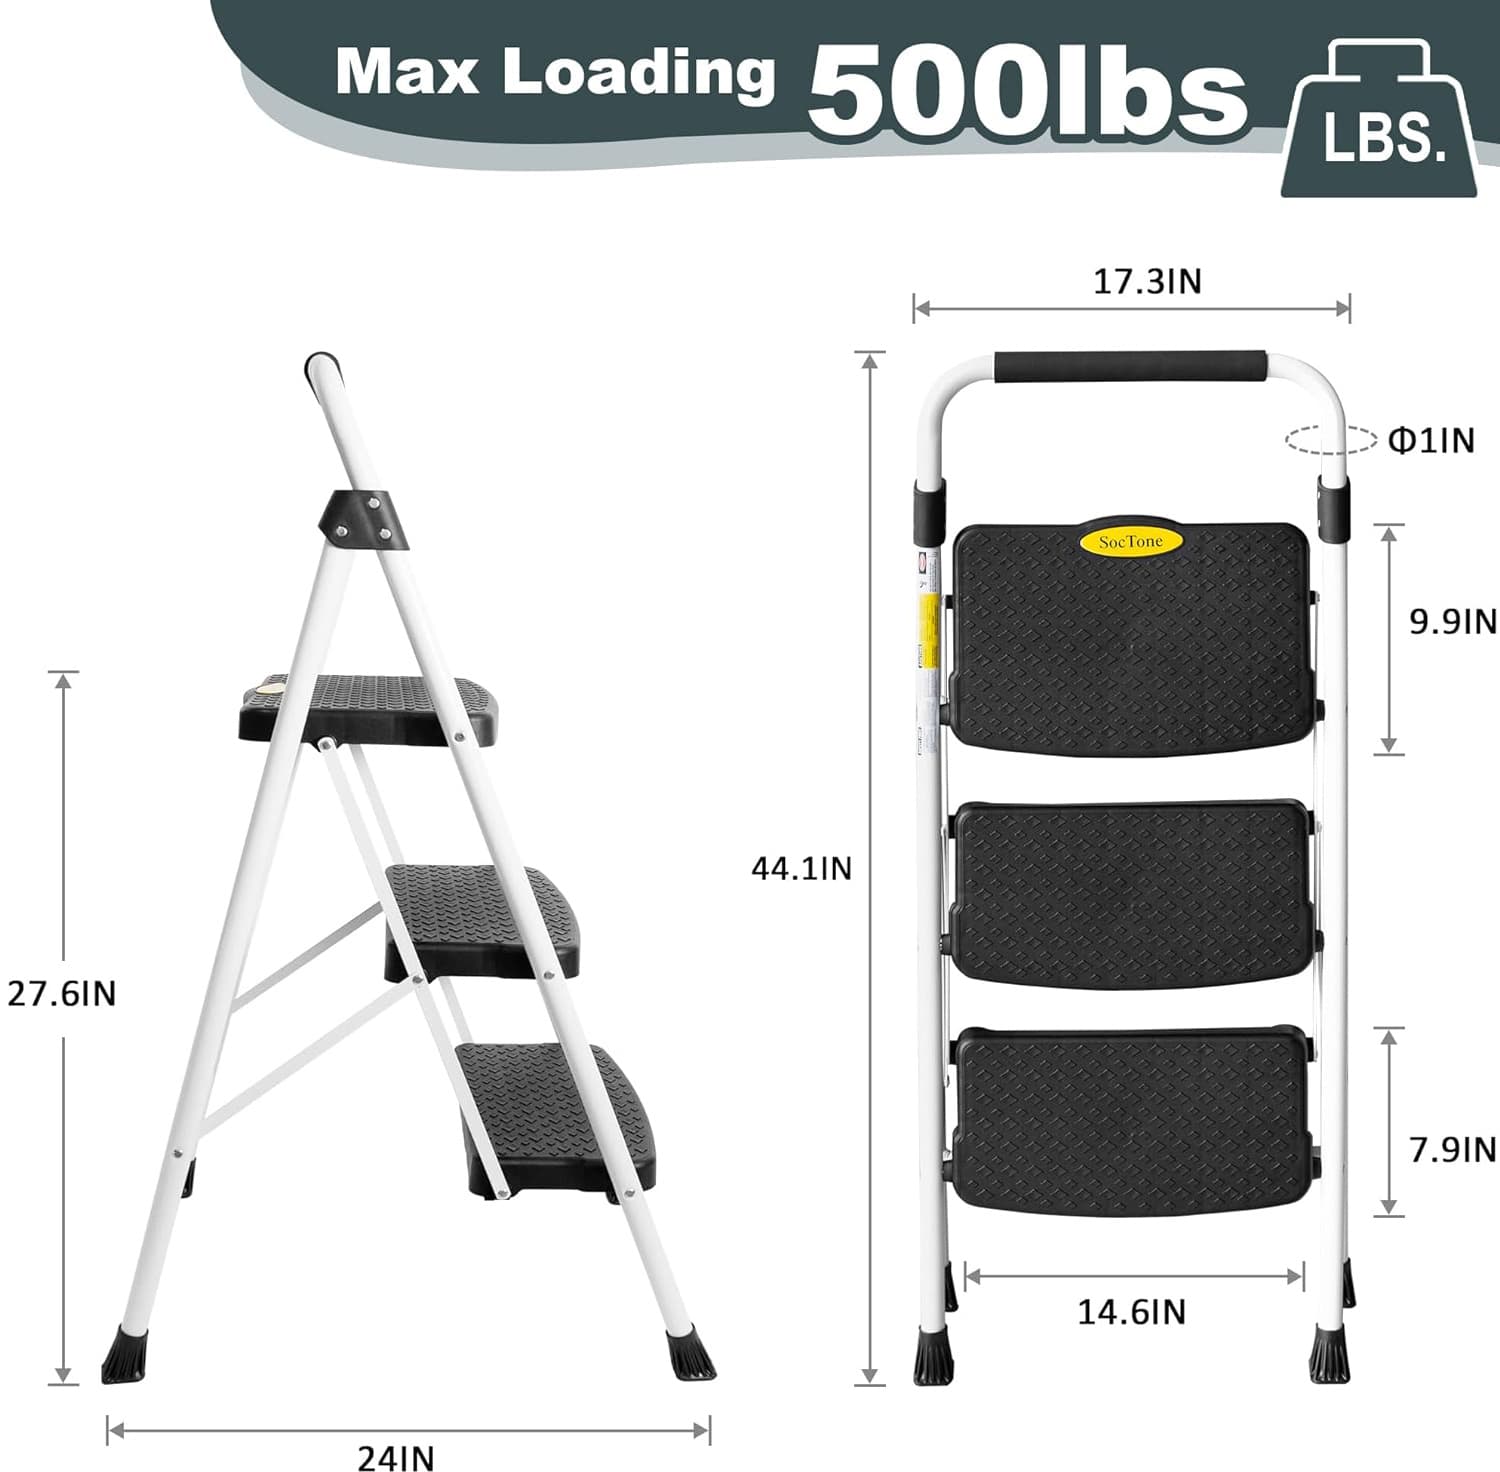 Max Loading 500lbs
LBS.
17.3IN
Φ1IN
SocTone
9.9IN
44.1IN
27.6IN
7.9IN
14.6IN
24IN